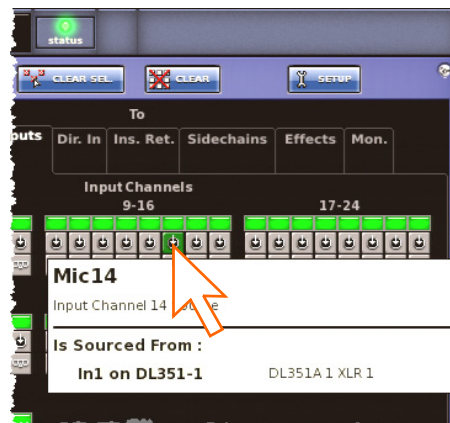 status
CLEAR SEL.
CLEAR
SETUP
To
puts
Dir. In
Ins. Ret.
Sidechains
Effects
Mon.
Input Channels
9-16
17-24
Mic14
Input Channel 14
Is Sourced From :
In1 on DL351-1
DL351A 1 XLR 1